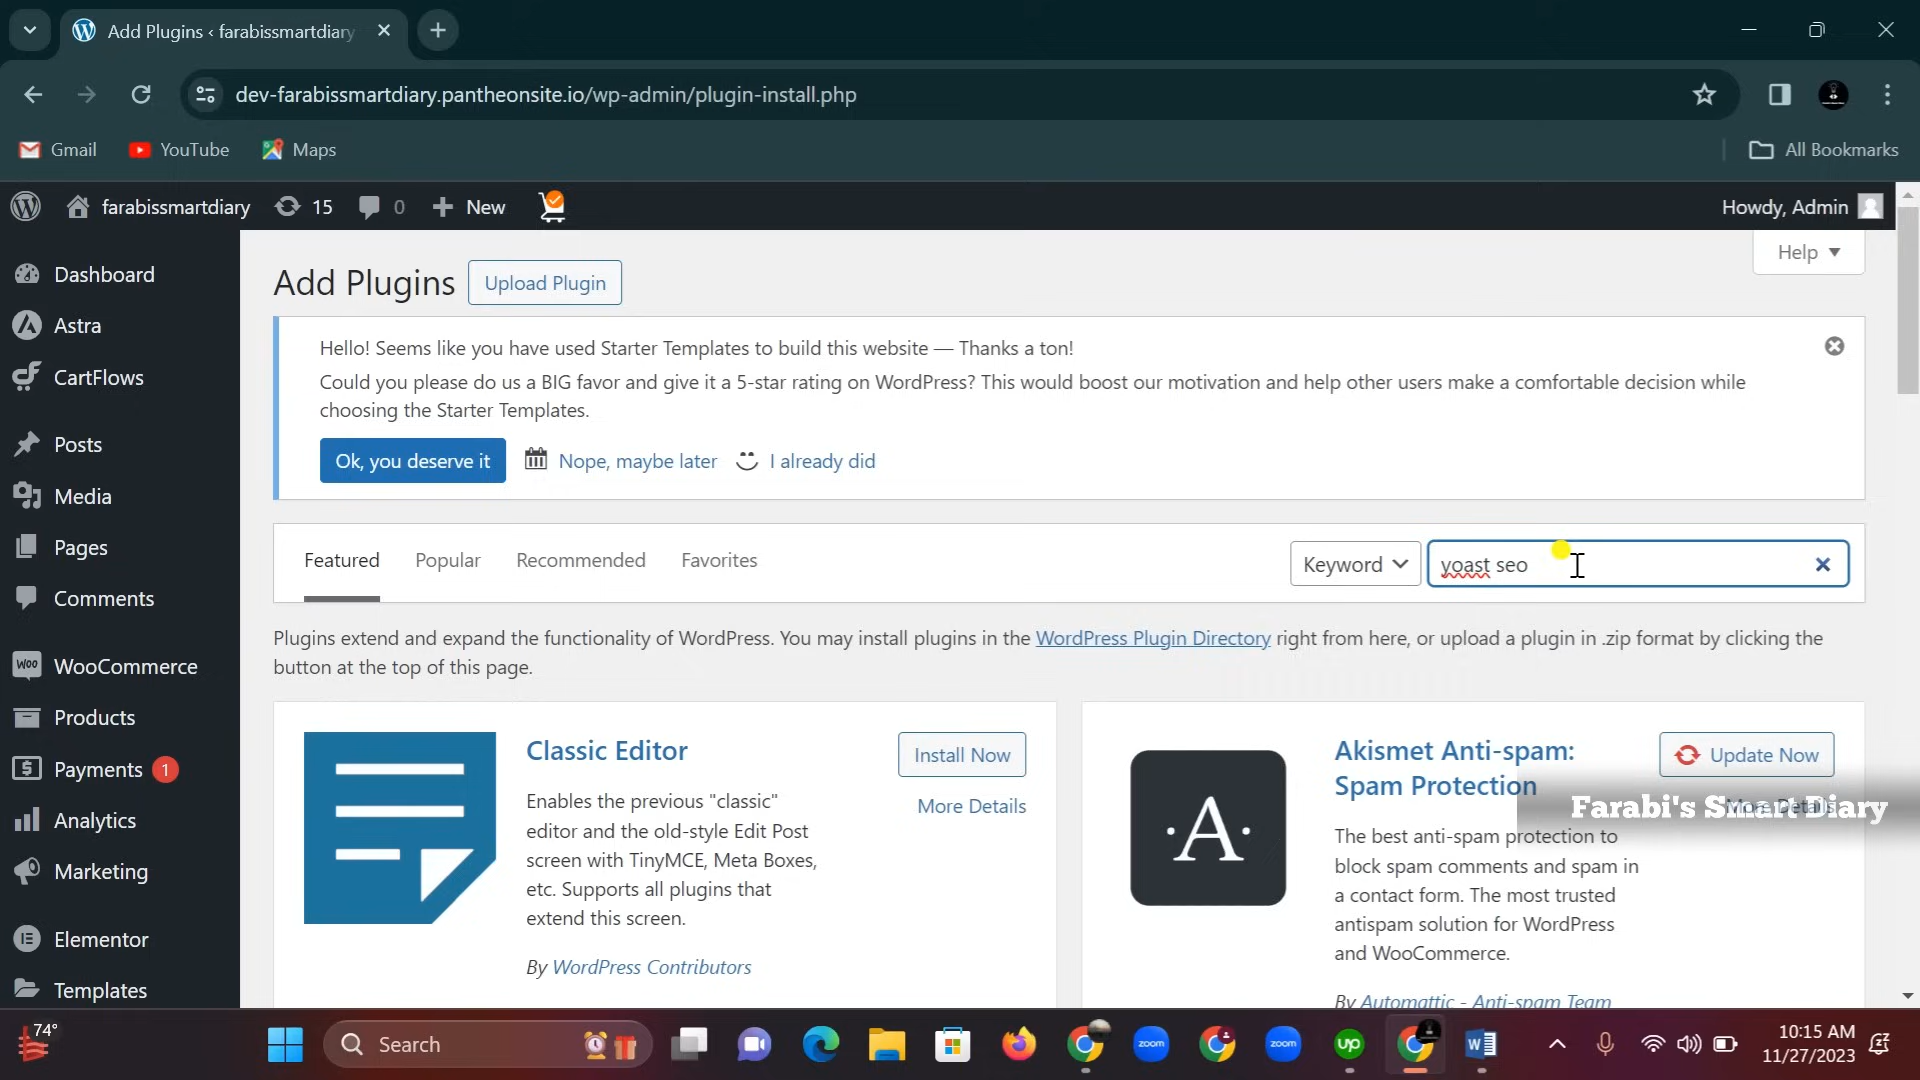 Add Plugins ‹ farabissmartdiary
dev-farabissmartdiary.pantheonsite.io/wp-admin/plugin-install.php
Gmail YouTube Maps All Bookmarks
farabissmartdiary 15 0 New Howdy, Admin
Help
Dashboard
Astra
CartFlows
Posts
Media
Pages
Comments
WooCommerce
Products
Payments 1
Analytics
Marketing
Elementor
Templates
Add Plugins Upload Plugin
Hello! Seems like you have used Starter Templates to build this website — Thanks a ton!
Could you please do us a BIG favor and give it a 5-star rating on WordPress? This would boost our motivation and help other users make a comfortable decision while
choosing the Starter Templates.
Ok, you deserve it Nope, maybe later I already did
Featured Popular Recommended Favorites Keyword yoast seo
Plugins extend and expand the functionality of WordPress. You may install plugins in the WordPress Plugin Directory right from here, or upload a plugin in .zip format by clicking the
button at the top of this page.
Classic Editor
Install Now
More Details
Enables the previous "classic"
editor and the old-style Edit Post
screen with TinyMCE, Meta Boxes,
etc. Supports all plugins that
extend this screen.
By WordPress Contributors
·A·
Akismet Anti-spam:
Spam Protection
Update Now
More Details
Farabi's Smart Diary
The best anti-spam protection to
block spam comments and spam in
a contact form. The most trusted
antispam solution for WordPress
and WooCommerce.
By Automattic - Anti-spam Team
74°
Search
zoom
zoom
up
10:15 AM
11/27/2023